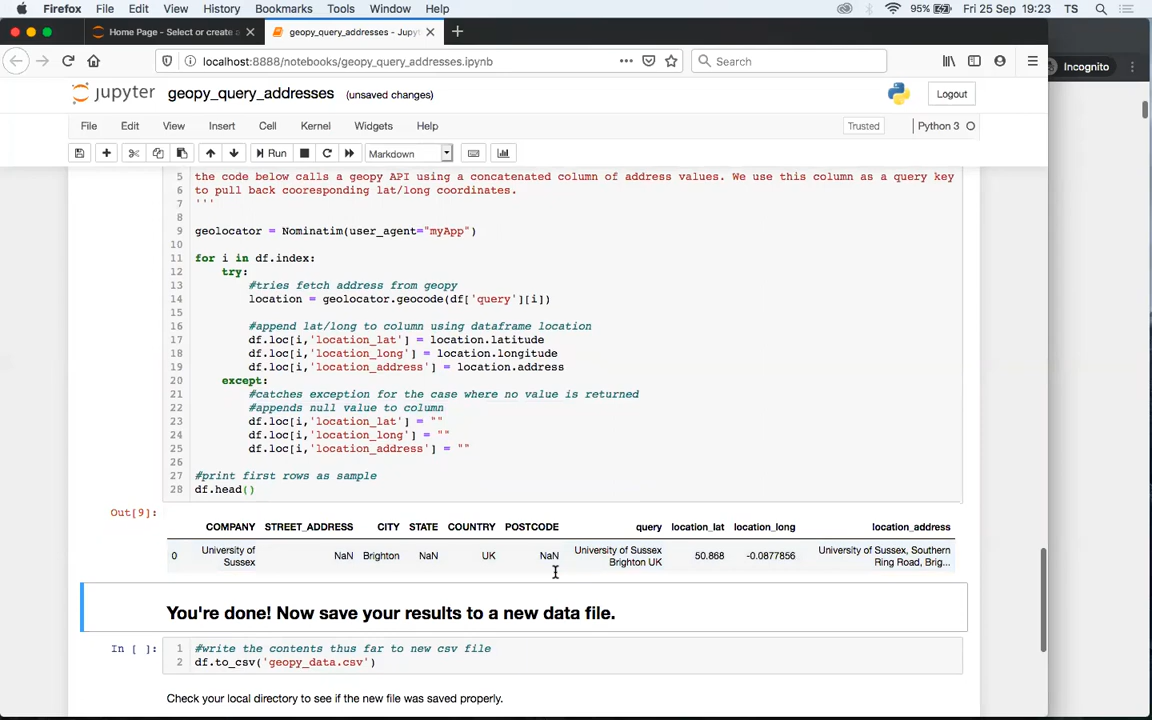 Firefox File Edit View History Bookmarks Tools Window Help 95% Fri 25 Sep 19:23 TS
Home Page - Select or create a geopy_query_addresses - Jupyt
localhost:8888/notebooks/geopy_query_addresses.ipynb Search Incognito
jupyter geopy_query_addresses (unsaved changes) Logout
File Edit View Insert Cell Kernel Widgets Help Trusted Python 3
Run Markdown
5 the code below calls a geopy API using a concatenated column of address values. We use this column as a query key
6 to pull back cooresponding lat/long coordinates.
7 '''
8
9 geolocator = Nominatim(user_agent="myApp")
10
11 for i in df.index:
12 try:
13 #tries fetch address from geopy
14 location = geolocator.geocode(df['query'][i])
15
16 #append lat/long to column using dataframe location
17 df.loc[i,'location_lat'] = location.latitude
18 df.loc[i,'location_long'] = location.longitude
19 df.loc[i,'location_address'] = location.address
20 except:
21 #catches exception for the case where no value is returned
22 #appends null value to column
23 df.loc[i,'location_lat'] = ""
24 df.loc[i,'location_long'] = ""
25 df.loc[i,'location_address'] = ""
26
27 #print first rows as sample
28 df.head()
Out[9]:
COMPANY STREET_ADDRESS CITY STATE COUNTRY POSTCODE query location_lat location_long location_address
0 University of Sussex NaN Brighton NaN UK NaN University of Sussex Brighton UK 50.868 -0.0877856 University of Sussex, Southern Ring Road, Brig...
You're done! Now save your results to a new data file.
In [ ]: 1 #write the contents thus far to new csv file
2 df.to_csv('geopy_data.csv')
Check your local directory to see if the new file was saved properly.